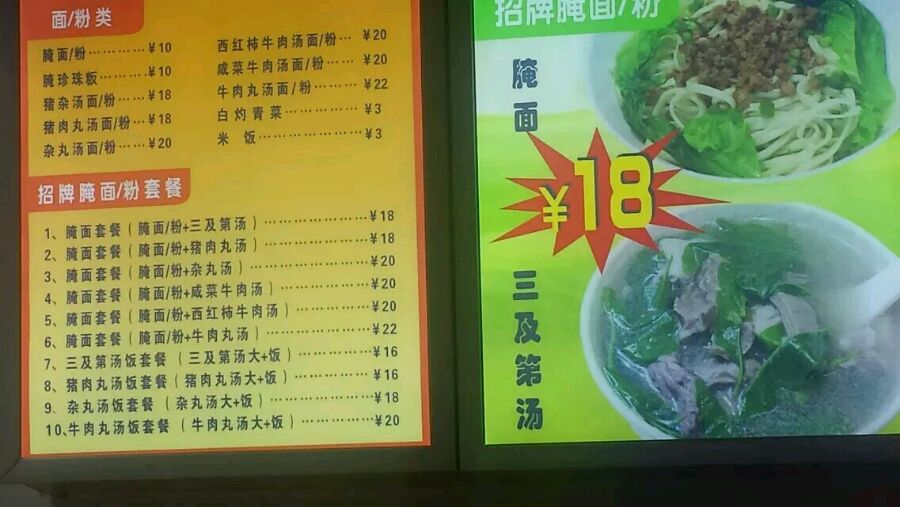 面/粉 类
腌面/粉…………¥10
腌珍珠粄…………¥10
猪杂汤面/粉……¥18
猪肉丸汤面/粉…¥18
杂丸汤面/粉……¥20
西红柿牛肉汤面/粉…¥20
咸菜牛肉汤面/粉…¥20
牛肉丸汤面/粉……¥22
白灼青菜…………¥3
米 饭……………¥3
招牌腌面/粉套餐
1、腌面套餐（腌面/粉+三及第汤）…………………¥18
2、腌面套餐（腌面/粉+猪肉丸汤）…………………¥18
3、腌面套餐（腌面/粉+杂丸汤）……………………¥20
4、腌面套餐（腌面/粉+咸菜牛肉汤）………………¥20
5、腌面套餐（腌面/粉+西红柿牛肉汤）……………¥20
6、腌面套餐（腌面/粉+牛肉丸汤）…………………¥22
7、三及第汤饭套餐（三及第汤大+饭）……………¥16
8、猪肉丸汤饭套餐（猪肉丸汤大+饭）……………¥16
9、杂丸汤饭套餐（杂丸汤大+饭）…………………¥18
10、牛肉丸汤饭套餐（牛肉丸汤大+饭）……………¥20
招牌腌面/粉
腌面
¥18
三及第汤